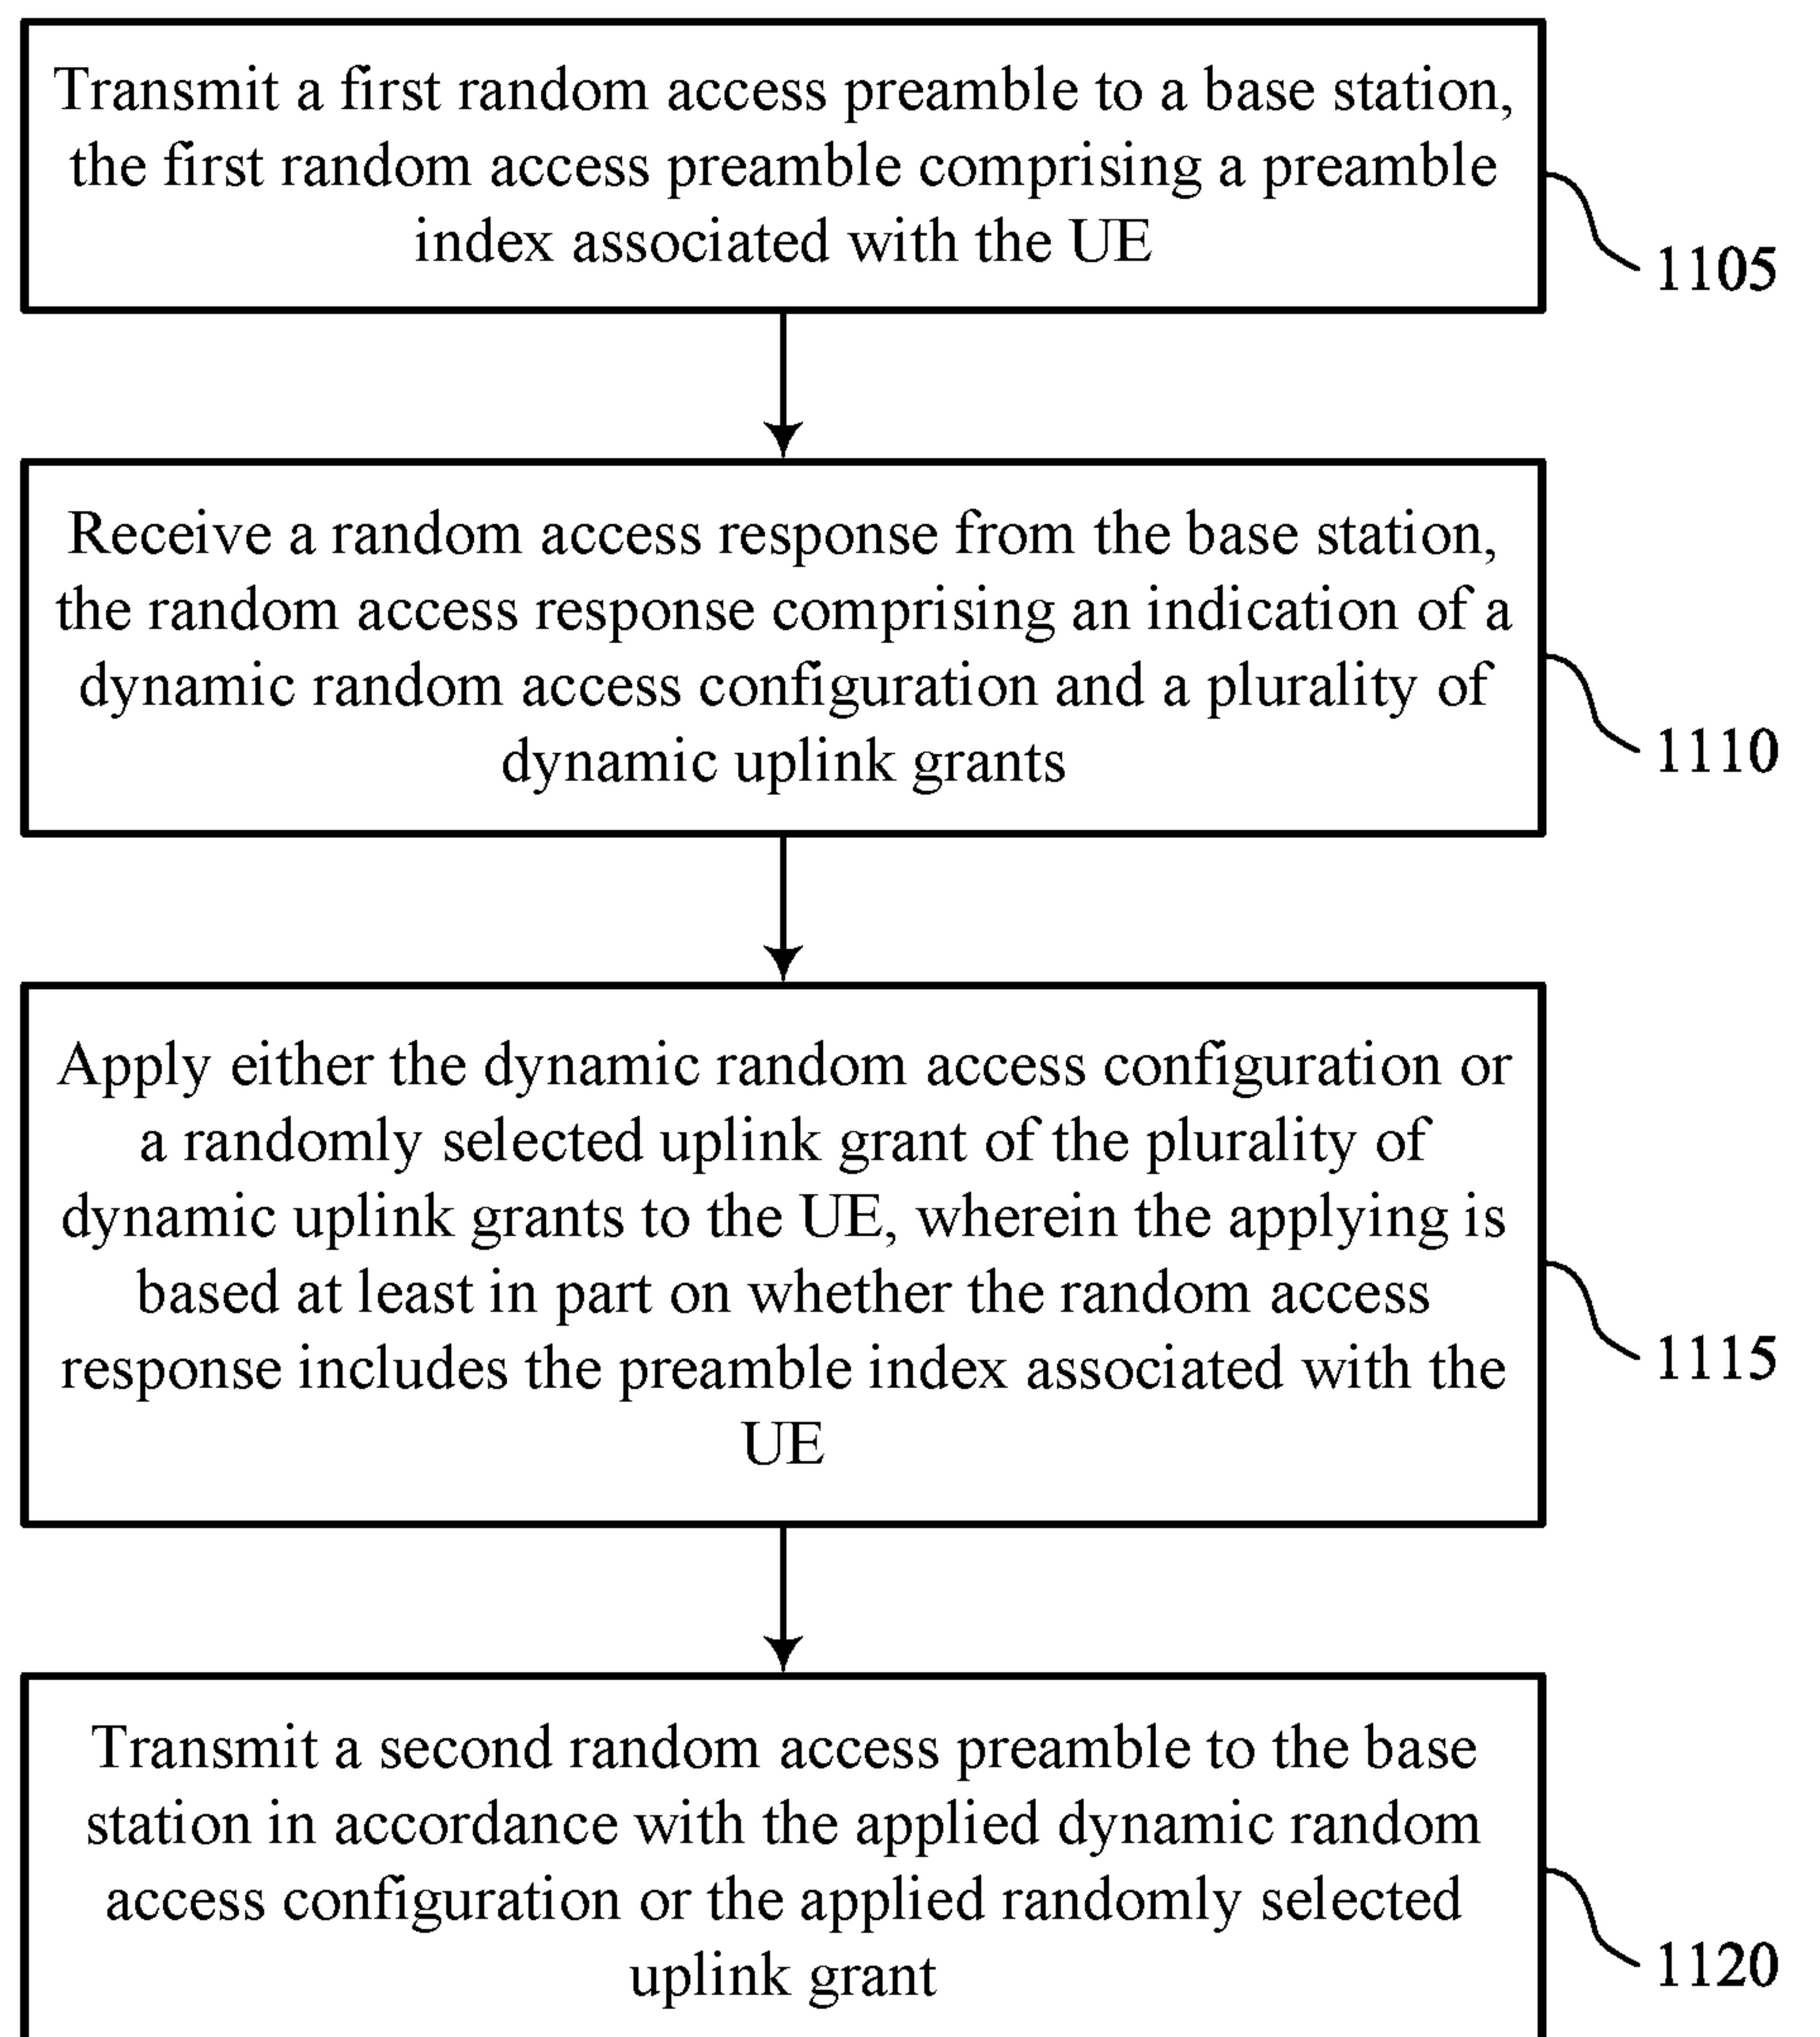 Transmit a first random access preamble to a base station,
the first random access preamble comprising a preamble
index associated with the UE
1105
Receive a random access response from the base station,
the random access response comprising an indication of a
dynamic random access configuration and a plurality of
dynamic uplink grants
1110
Apply either the dynamic random access configuration or
a randomly selected uplink grant of the plurality of
dynamic uplink grants to the UE, wherein the applying is
based at least in part on whether the random access
response includes the preamble index associated with the
UE
1115
Transmit a second random access preamble to the base
station in accordance with the applied dynamic random
access configuration or the applied randomly selected
uplink grant
1120